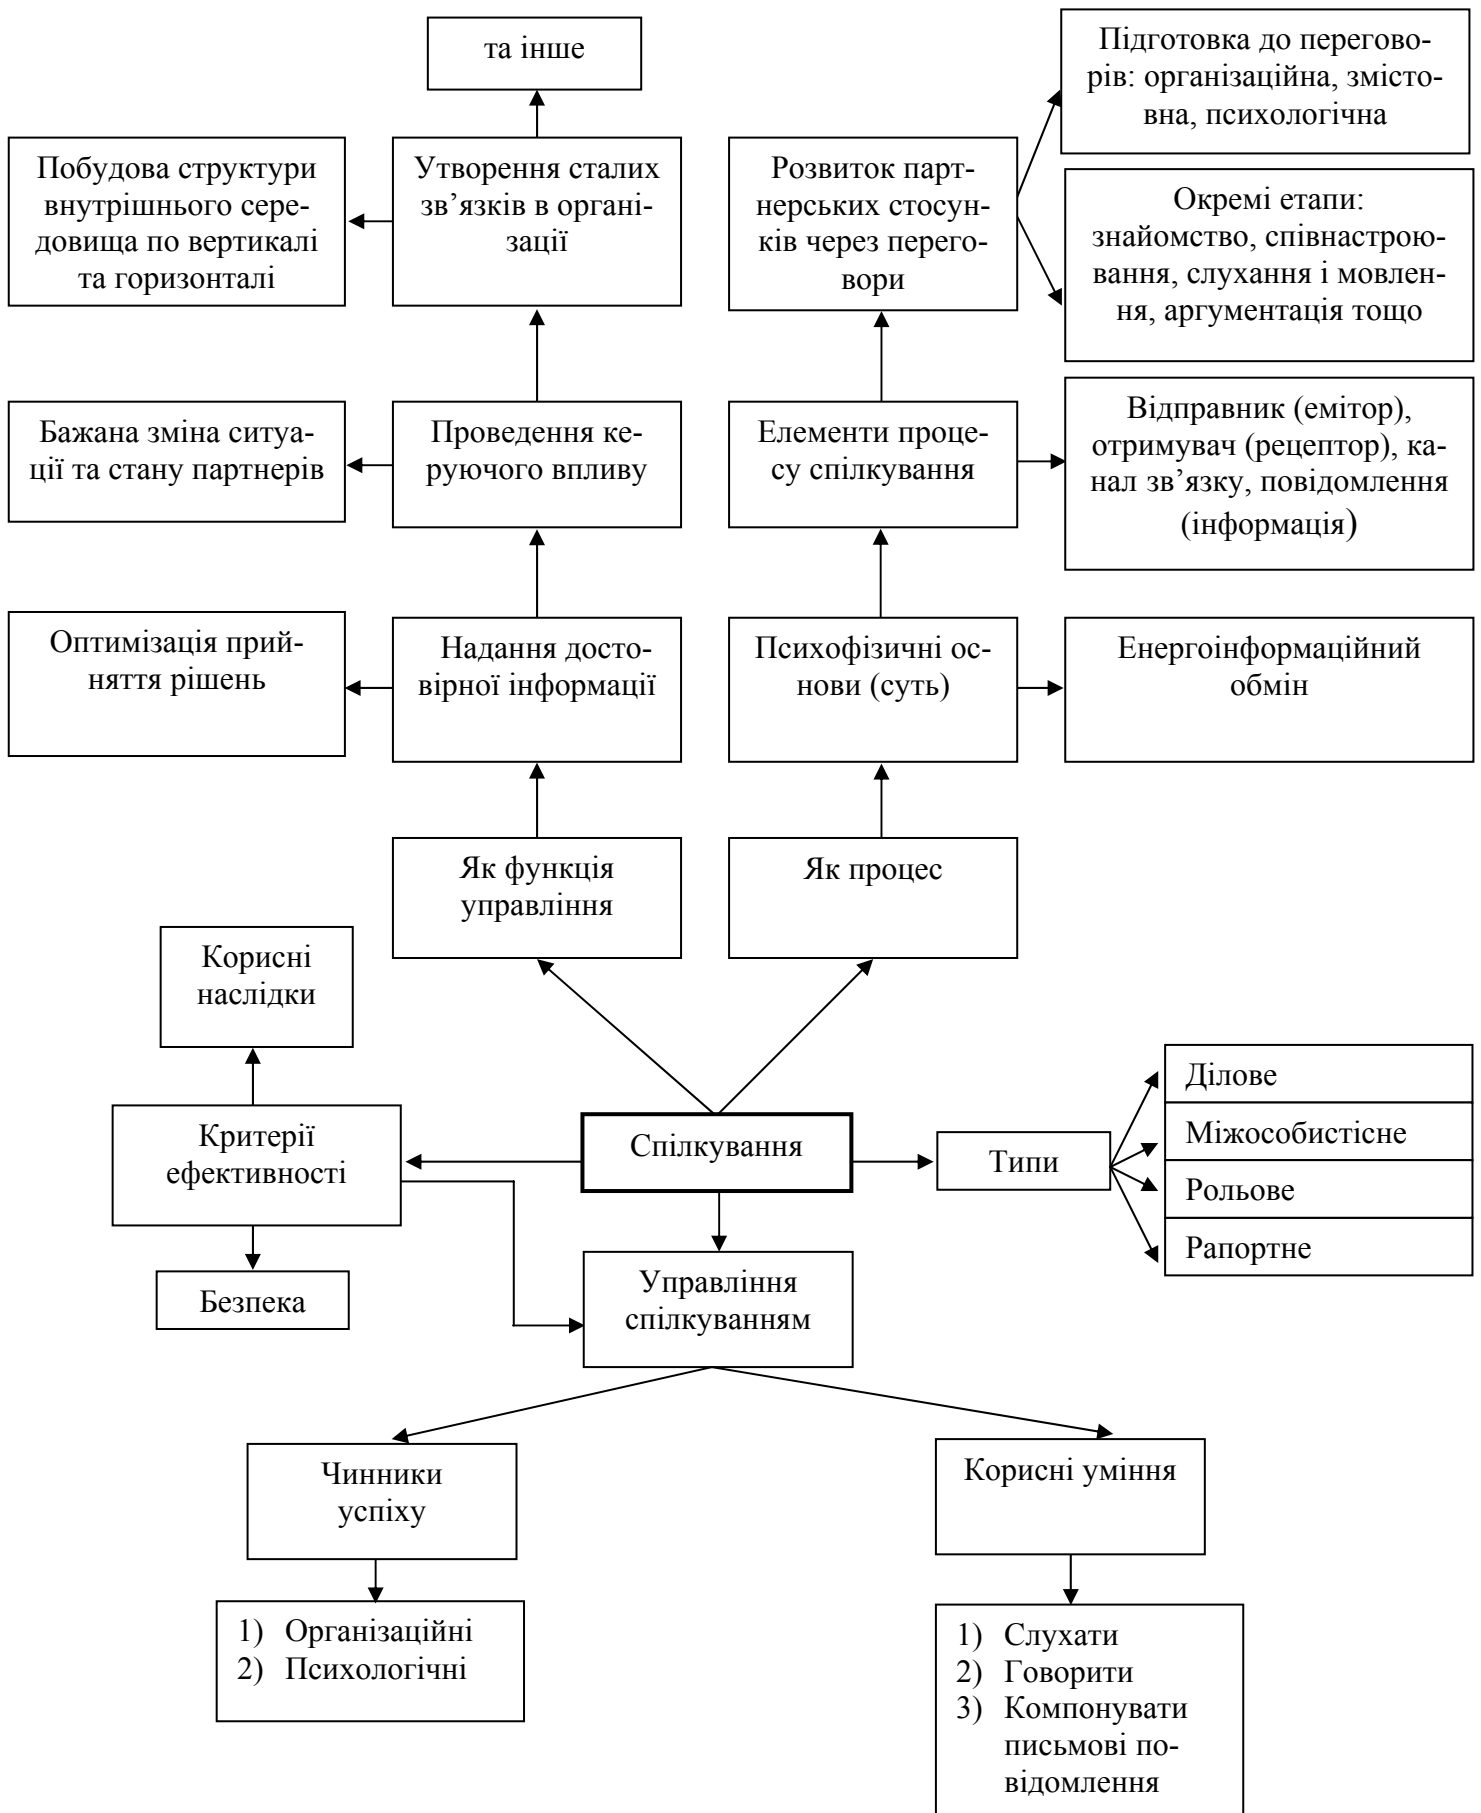 та інше
Підготовка до перегово-
рів: організаційна, змісто-
вна, психологічна
Побудова структури
внутрішнього сере-
довища по вертикалі
та горизонталі
Утворення сталих
зв’язків в органі-
зації
Розвиток парт-
нерських стосун-
ків через перего-
вори
Окремі етапи:
знайомство, співнастрою-
вання, слухання і мовлен-
ня, аргументація тощо
Бажана зміна ситуа-
ції та стану партнерів
Проведення ке-
руючого впливу
Елементи проце-
су спілкування
Відправник (емітор),
отримувач (рецептор), ка-
нал зв’язку, повідомлення
(інформація)
Оптимізація прий-
няття рішень
Надання досто-
вірної інформації
Психофізичні ос-
нови (суть)
Енергоінформаційний
обмін
Як функція
управління
Як процес
Корисні
наслідки
Критерії
ефективності
Безпека
Спілкування
Типи
Ділове
Міжособистісне
Рольове
Рапортне
Управління
спілкуванням
Чинники
успіху
Корисні уміння
1) Організаційні
2) Психологічні
1) Слухати
2) Говорити
3) Компонувати
письмові по-
відомлення